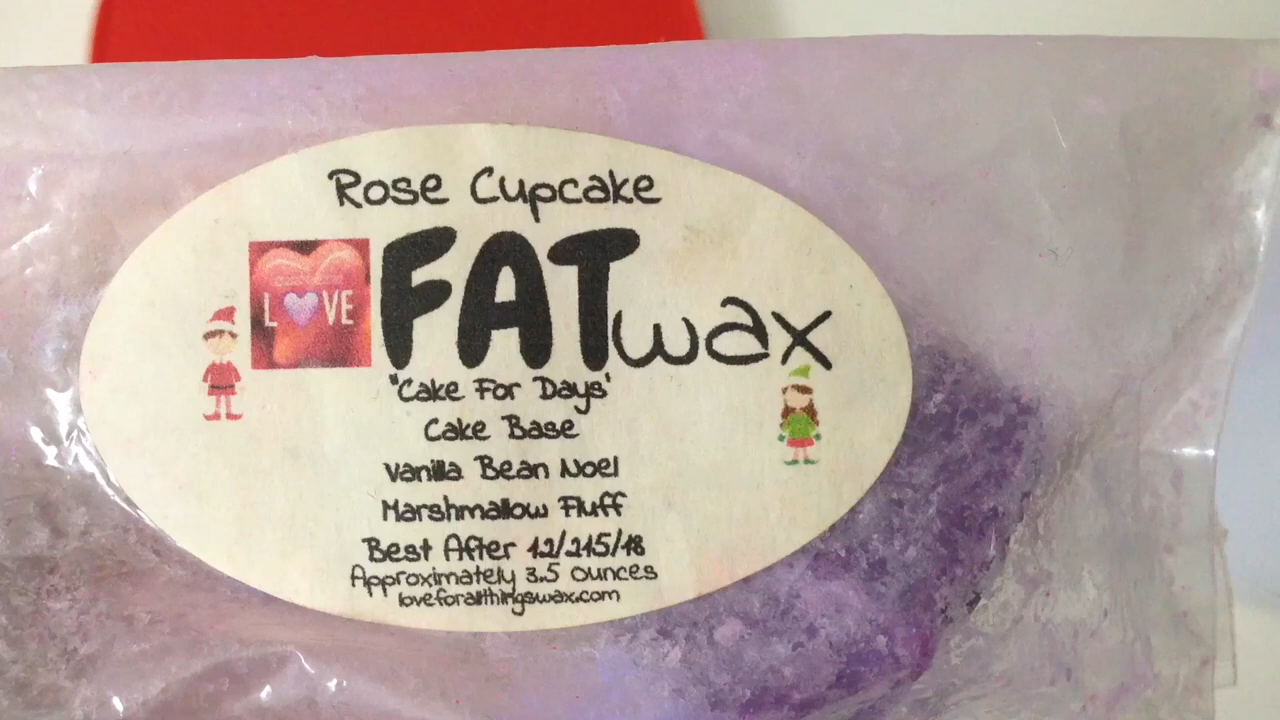 Rose Cupcake
LOVE
FATwax
"Cake For Days'
Cake Base
Vanilla Bean Noel
Marshmallow Fluff
Best After 12/215/18
Approximately 3.5 ounces
loveforallthingswax.com